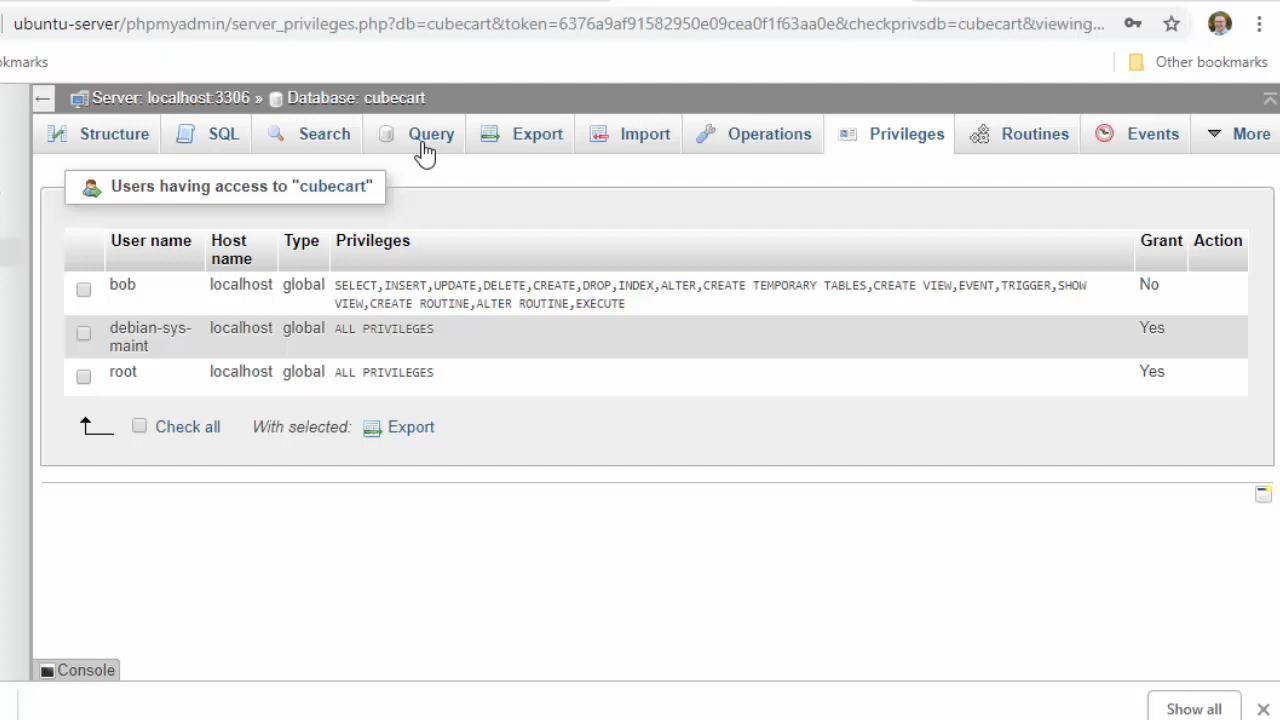 ubuntu-server/phpmyadmin/server_privileges.php?db=cubecart&token=6376a9af91582950e09cea0f1f63aa0e&checkprivsdb=cubecart&viewing...
okmarks
Other bookmarks
Server: localhost:3306 » Database: cubecart
Structure SQL Search Query Export Import Operations Privileges Routines Events More
Users having access to "cubecart"
User name Host name Type Privileges Grant Action
bob localhost global SELECT,INSERT,UPDATE,DELETE,CREATE,DROP,INDEX,ALTER,CREATE TEMPORARY TABLES,CREATE VIEW,EVENT,TRIGGER,SHOW No
VIEW,CREATE ROUTINE,ALTER ROUTINE,EXECUTE
debian-sys- localhost global ALL PRIVILEGES Yes
maint
root localhost global ALL PRIVILEGES Yes
Check all With selected: Export
Console
Show all